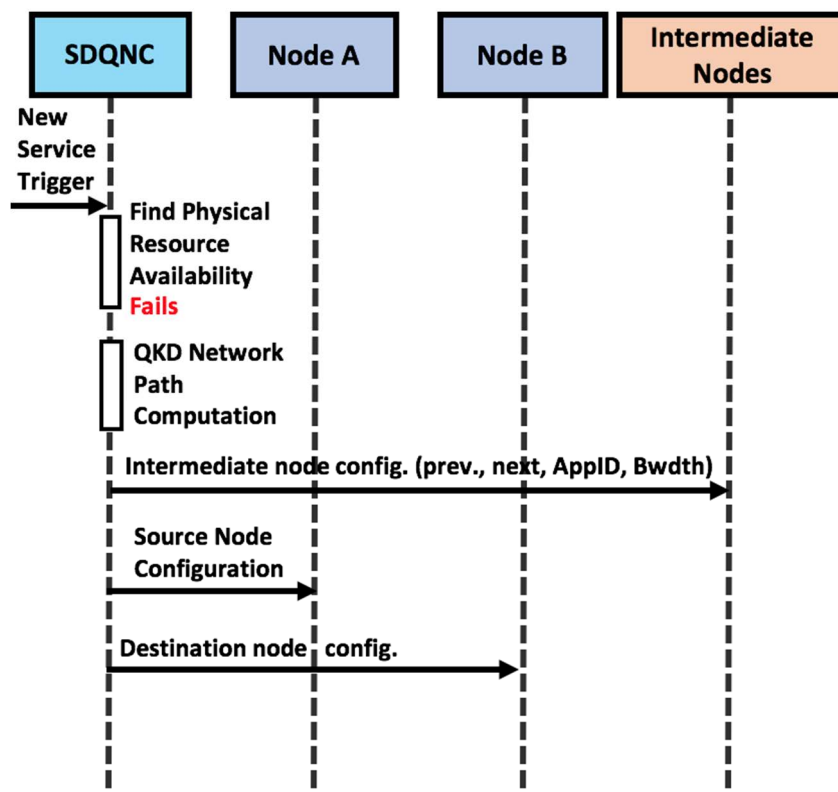 SDQNC
Node A
Node B
Intermediate
Nodes
New
Service
Trigger
Find Physical
Resource
Availability
Fails
QKD Network
Path
Computation
Intermediate node config. (prev., next, AppID, Bwdth)
Source Node
Configuration
Destination node config.